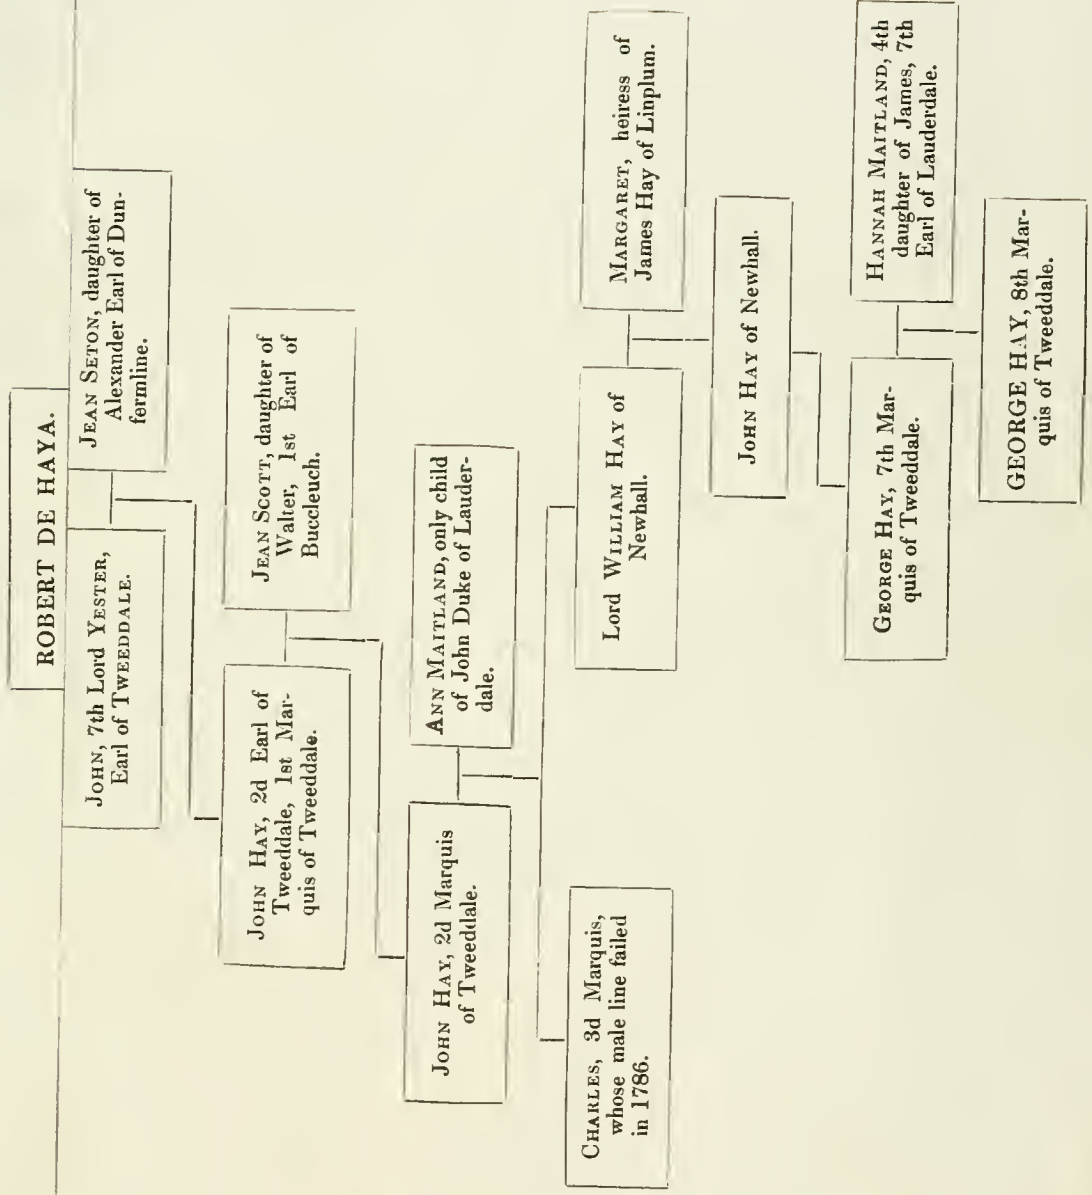 ROBERT DE HAYA.
JOHN, 7th Lord YESTER,
Earl of TWEEDDALE.
JEAN SETON, daughter of
Alexander Earl of Dun-
fermline.
JOHN HAY, 2d Earl of
Tweeddale, 1st Mar-
quis of Tweeddale.
JEAN SCOTT, daughter of
Walter, 1st Earl of
Buccleuch.
JOHN HAY, 2d Marquis
of Tweeddale.
ANN MAITLAND, only child
of John Duke of Lauder-
dale.
CHARLES, 3d Marquis,
whose male line failed
in 1786.
Lord WILLIAM HAY of
Newhall.
MARGARET, heiress of
James Hay of Linplum.
JOHN HAY of Newhall.
GEORGE HAY, 7th Mar-
quis of Tweeddale.
HANNAH MAITLAND, 4th
daughter of James, 7th
Earl of Lauderdale.
GEORGE HAY, 8th Mar-
quis of Tweeddale.